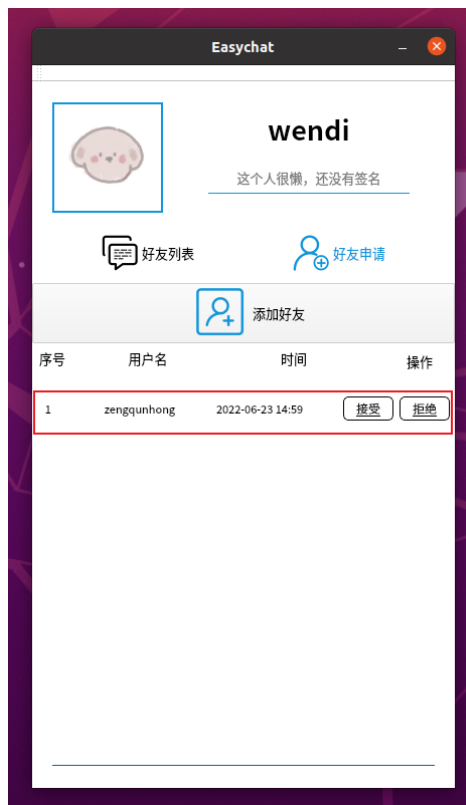 Easychat
wendi
这个人很懒，还没有签名
好友列表 好友申请
添加好友
序号 用户名 时间 操作
1 zengqunhong 2022-06-23 14:59 接受 拒绝